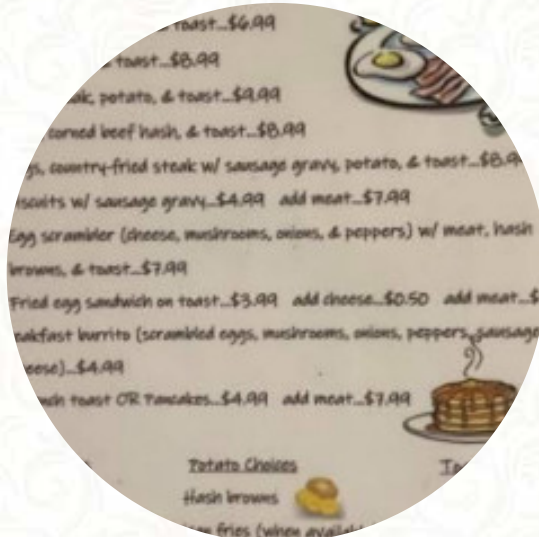 toast...$6.99
toast...$8.99
potato, & toast...$9.99
corned beef hash, & toast...$8.99
country-fried steak w/ sausage gravy, potato, & toast...$8.9
w/ sausage gravy...$4.99 add meat...$7.99
Egg scrambler (cheese, mushrooms, onions, & peppers) w/ meat, hash
browns, & toast...$7.99
Fried egg sandwich on toast...$3.99 add cheese...$0.50 add meat...$
burrito (scrambled eggs, mushrooms, onions, peppers, sausage
$4.99
toast OR Pancakes...$4.99 add meat...$7.99
Potato Choices
Hash browns
fries (when